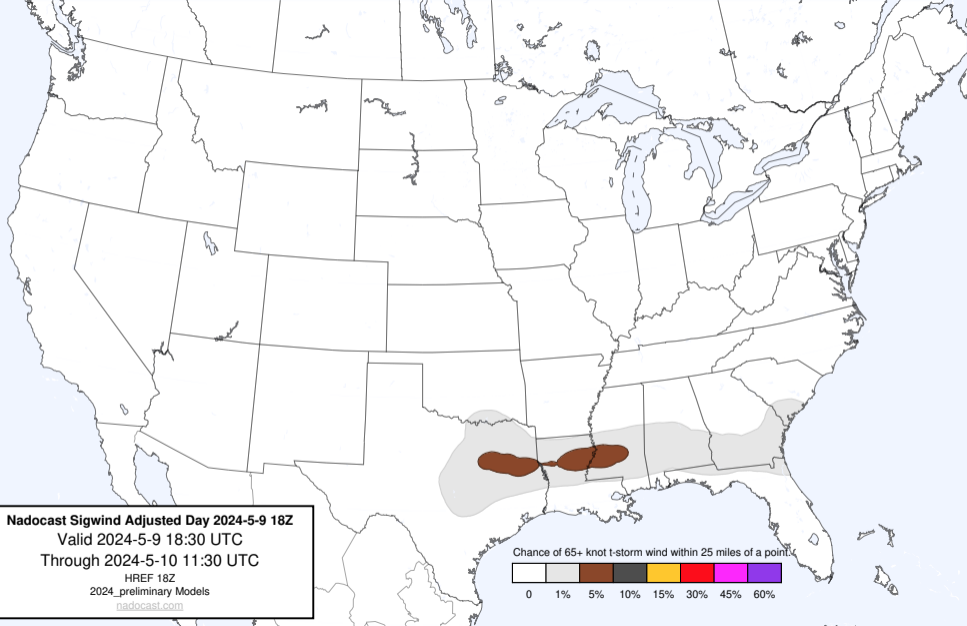 Nadocast Sigwind Adjusted Day 2024-5-9 18Z
Valid 2024-5-9 18:30 UTC
Through 2024-5-10 11:30 UTC
HREF 18Z
2024_preliminary Models
nadocast.com
Chance of 65+ knot t-storm wind within 25 miles of a point.
0 1% 5% 10% 15% 30% 45% 60%